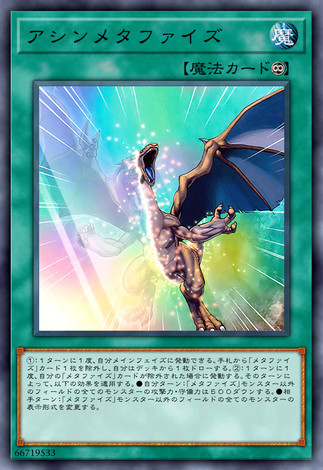 アシンメタファイズ
魔
【魔法カード】
①：1ターンに1度、自分メインフェイズに発動できる。手札から「メタファイ
ズ」カード1枚を除外し、自分はデッキから1枚ドローする。②：1ターンに1
度、自分の「メタファイズ」カードが除外された場合に発動する。そのターンに
よって、以下の効果を適用する。●自分ターン：「メタファイズ」モンスター以外
のフィールドの全てのモンスターの攻撃力・守備力は500ダウンする。●相
手ターン：「メタファイズ」モンスター以外のフィールドの全てのモンスターの
表示形式を変更する。
66719533